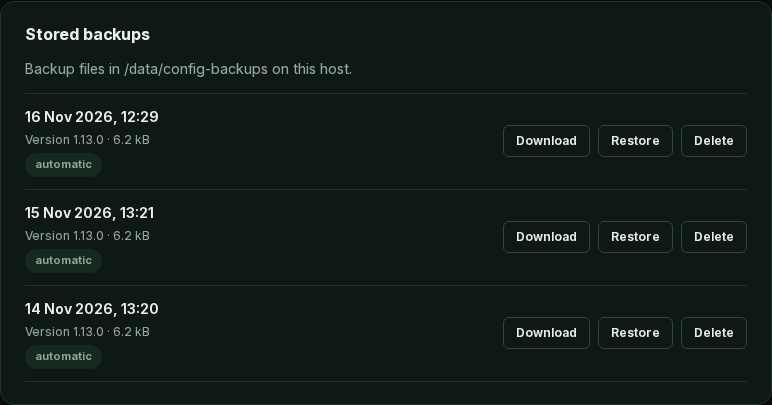 Stored backups
Backup files in /data/config-backups on this host.
16 Nov 2026, 12:29
Version 1.13.0 · 6.2 kB
automatic
Download Restore Delete
15 Nov 2026, 13:21
Version 1.13.0 · 6.2 kB
automatic
Download Restore Delete
14 Nov 2026, 13:20
Version 1.13.0 · 6.2 kB
automatic
Download Restore Delete